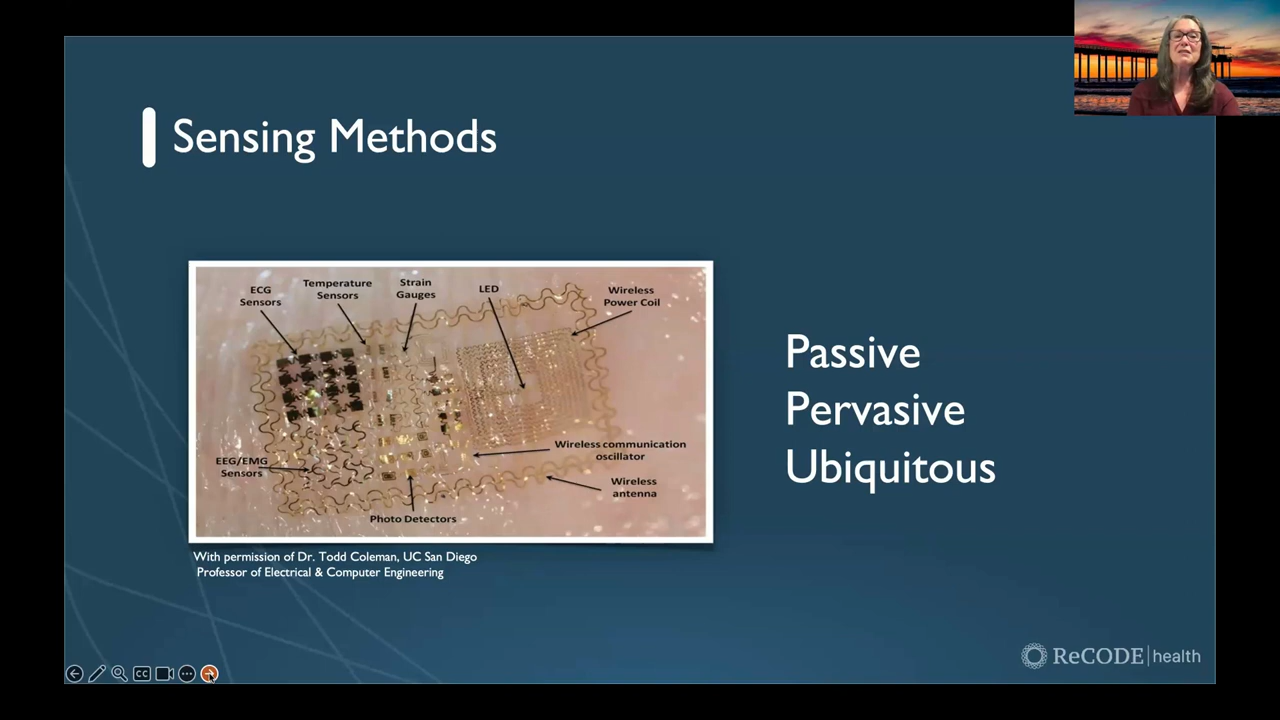 Sensing Methods
ECG
Sensors
Temperature
Sensors
Strain
Gauges
LED
Wireless
Power Coil
EEG/EMG
Sensors
Wireless communication
oscillator
Wireless
antenna
Photo Detectors
With permission of Dr. Todd Coleman, UC San Diego
Professor of Electrical & Computer Engineering
Passive
Pervasive
Ubiquitous
CC
ReCODE health